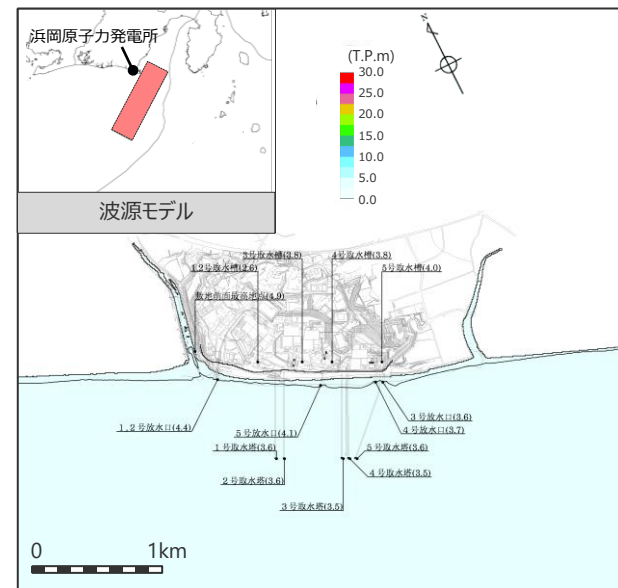 浜岡原子力発電所
波源モデル
(T.P.m)
30.0
25.0
20.0
15.0
10.0
5.0
0.0
N
3号取水槽(3.8)
4号取水槽(3.8)
1,2号取水槽(2.6)
5号取水槽(4.0)
敷地前面最高地点(4.9)
1,2号放水口(4.4)
5号放水口(4.1)
3号放水口(3.6)
4号放水口(3.7)
1号取水塔(3.6)
5号取水塔(3.6)
2号取水塔(3.6)
4号取水塔(3.5)
3号取水塔(3.5)
0 1km